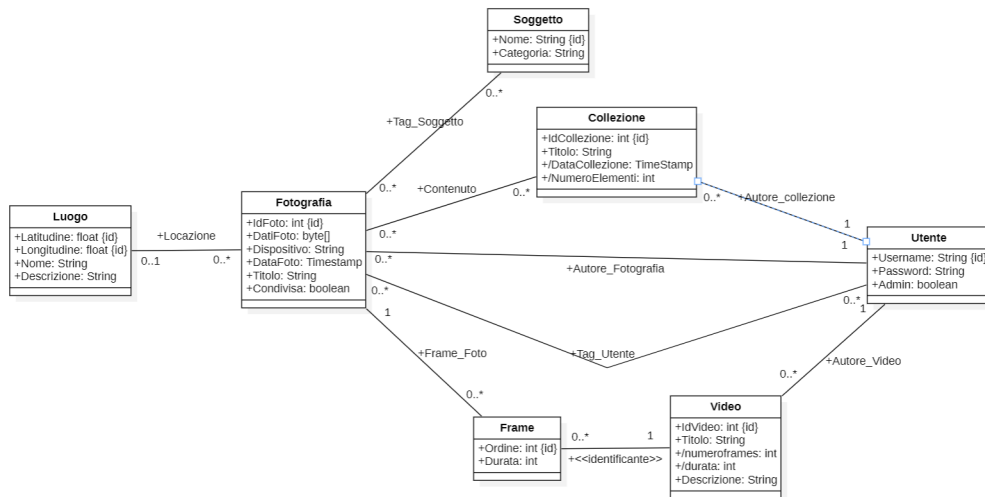 Soggetto
+Nome: String {id}
+Categoria: String
0..*
+Tag_Soggetto
0..*
Collezione
+IdCollezione: int {id}
+Titolo: String
+/DataCollezione: TimeStamp
+/NumeroElementi: int
+Contenuto
0..*
0..*
0..*
+Autore_collezione
1
Luogo
+Latitudine: float {id}
+Longitudine: float {id}
+Nome: String
+Descrizione: String
+Locazione
0..1
0..*
Fotografia
+IdFoto: int {id}
+DatiFoto: byte[]
+Dispositivo: String
+DataFoto: Timestamp
+Titolo: String
+Condivisa: boolean
Utente
+Username: String {id}
+Password: String
+Admin: boolean
0..*
+Autore_Fotografia
1
0..*
+Tag_Utente
0..*
1
+Frame_Foto
0..*
1
+Autore_Video
0..*
Frame
+Ordine: int {id}
+Durata: int
0..*
1
+<<identificante>>
Video
+IdVideo: int {id}
+Titolo: String
+/numeroframes: int
+/durata: int
+Descrizione: String